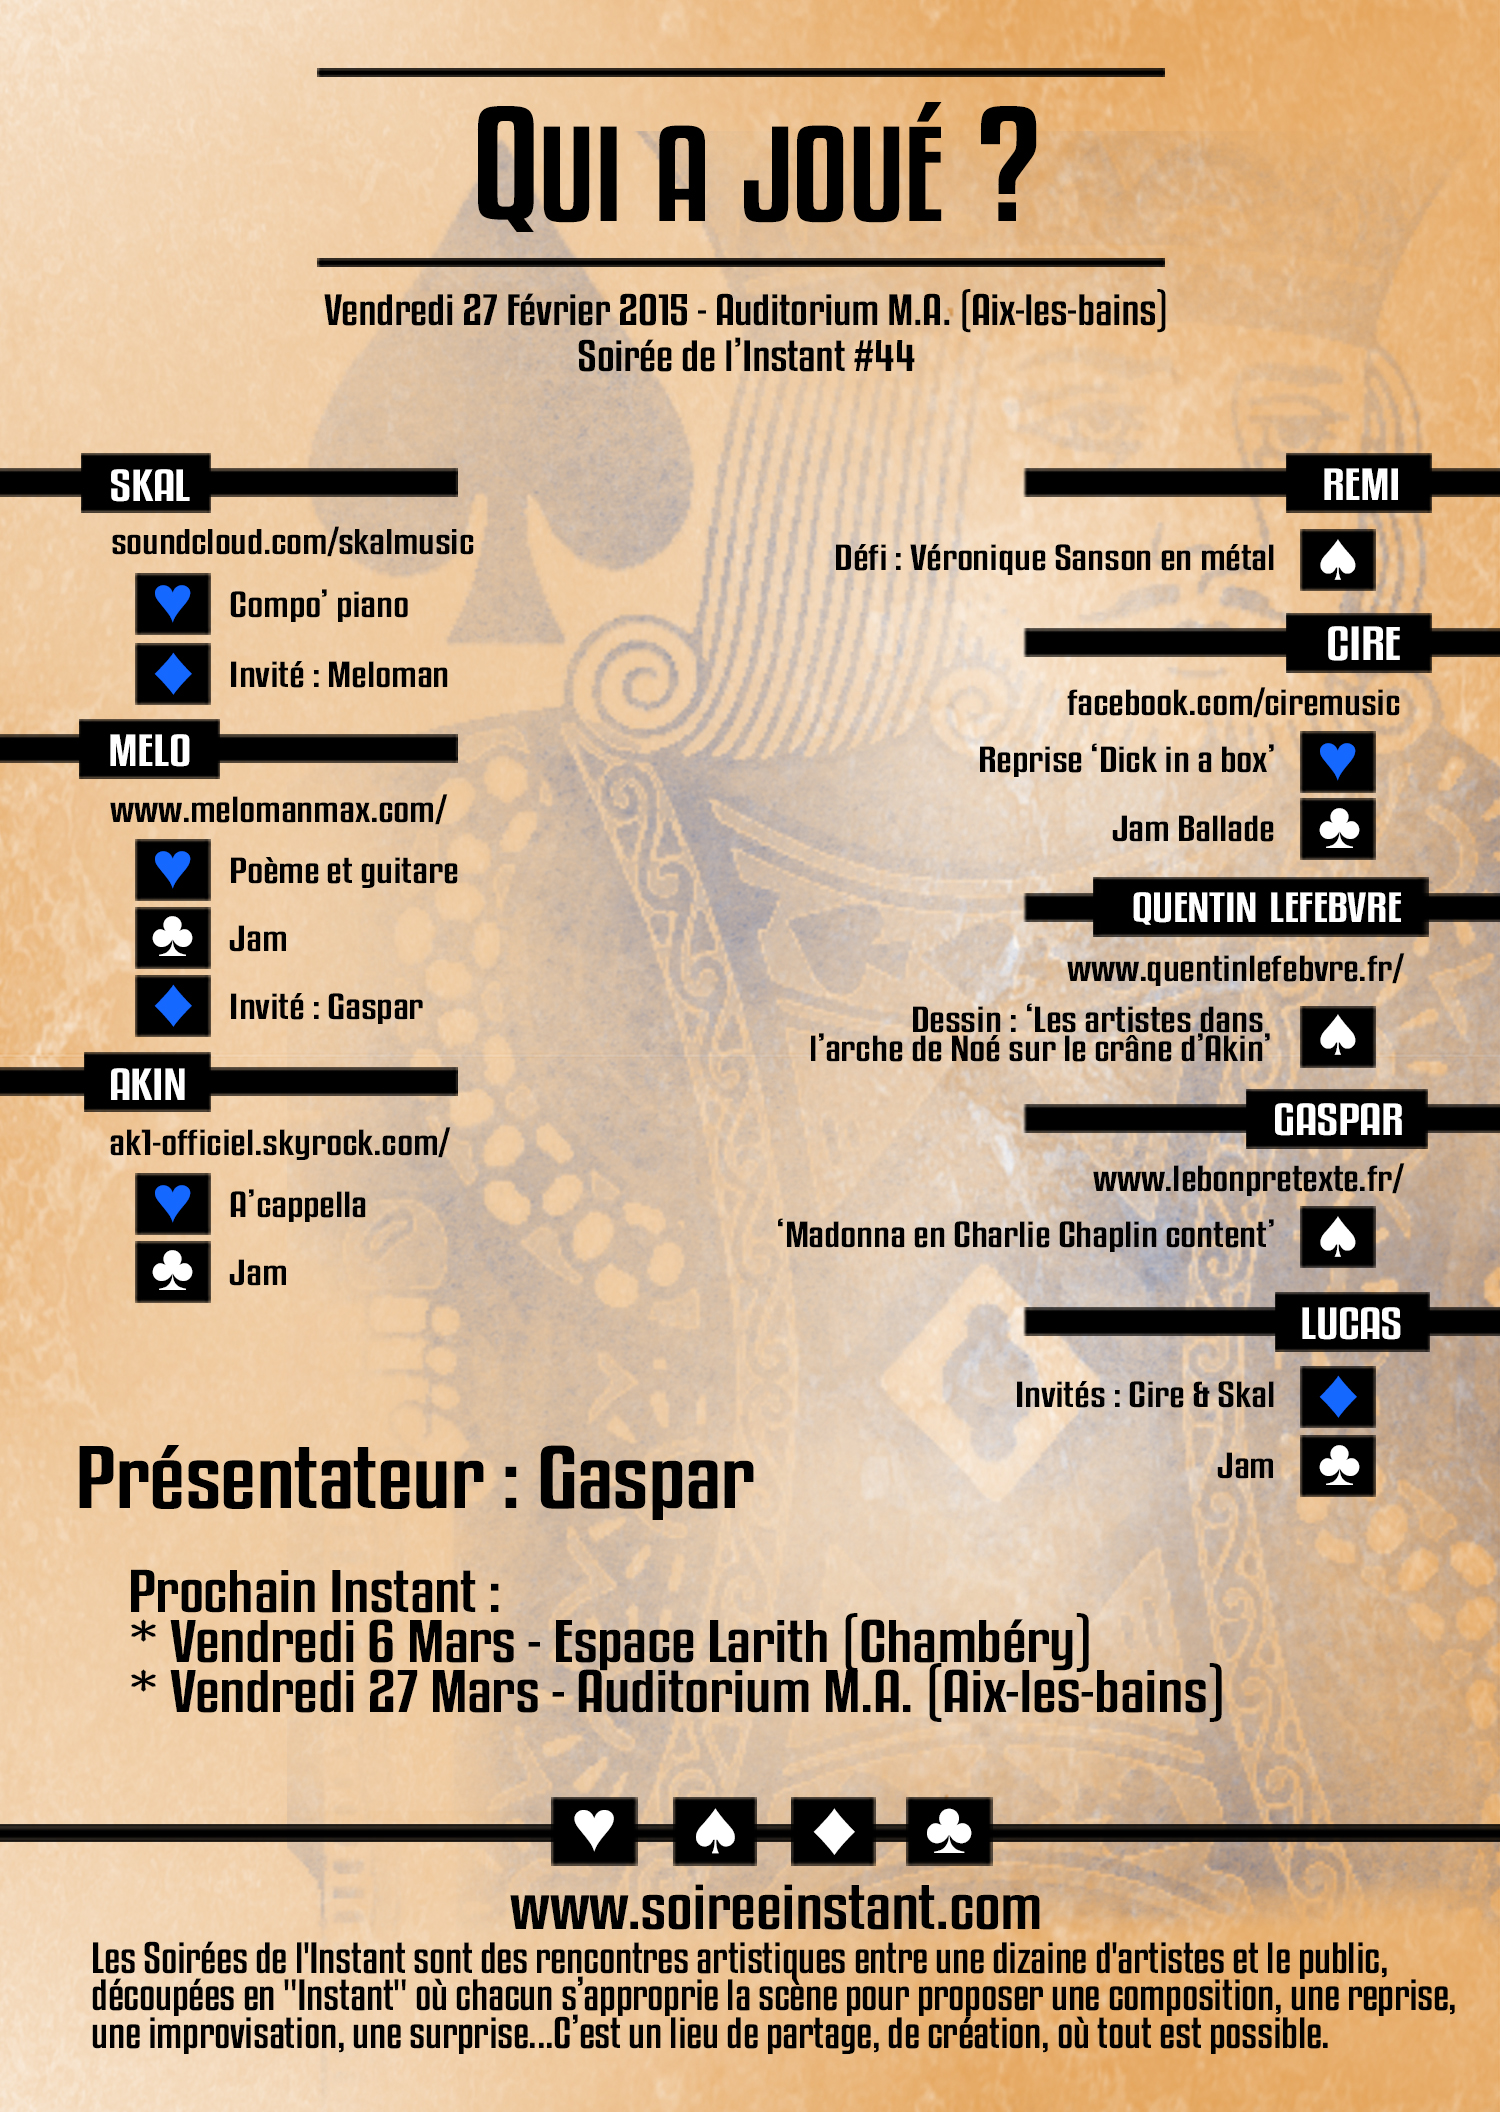 Qui a joué ?
Vendredi 27 Février 2015 - Auditorium M.A. (Aix-les-bains)
Soirée de l'Instant #44
SKAL
soundcloud.com/skalmusic
♥ Compo' piano
♦ Invité : Meloman
MELO
www.melomanmax.com/
♥ Poème et guitare
♣ Jam
♦ Invité : Gaspar
AKIN
ak1-officiel.skyrock.com/
♥ A'cappella
♣ Jam
REMI
Défi : Véronique Sanson en métal ♠
CIRE
facebook.com/ciremusic
Reprise ‘Dick in a box’ ♥
Jam Ballade ♣
QUENTIN LEFEBVRE
www.quentinlefebvre.fr/
Dessin : ‘Les artistes dans
l'arche de Noé sur le crâne d'Akin’ ♠
GASPAR
www.lebonpretexte.fr/
‘Madonna en Charlie Chaplin content’ ♠
LUCAS
Invités : Cire & Skal ♦
Jam ♣
Présentateur : Gaspar
Prochain Instant :
* Vendredi 6 Mars - Espace Larith (Chambéry)
* Vendredi 27 Mars - Auditorium M.A. (Aix-les-bains)
♥ ♠ ♦ ♣
www.soireeinstant.com
Les Soirées de l'Instant sont des rencontres artistiques entre une dizaine d'artistes et le public,
découpées en "Instant" où chacun s'approprie la scène pour proposer une composition, une reprise,
une improvisation, une surprise...C'est un lieu de partage, de création, où tout est possible.